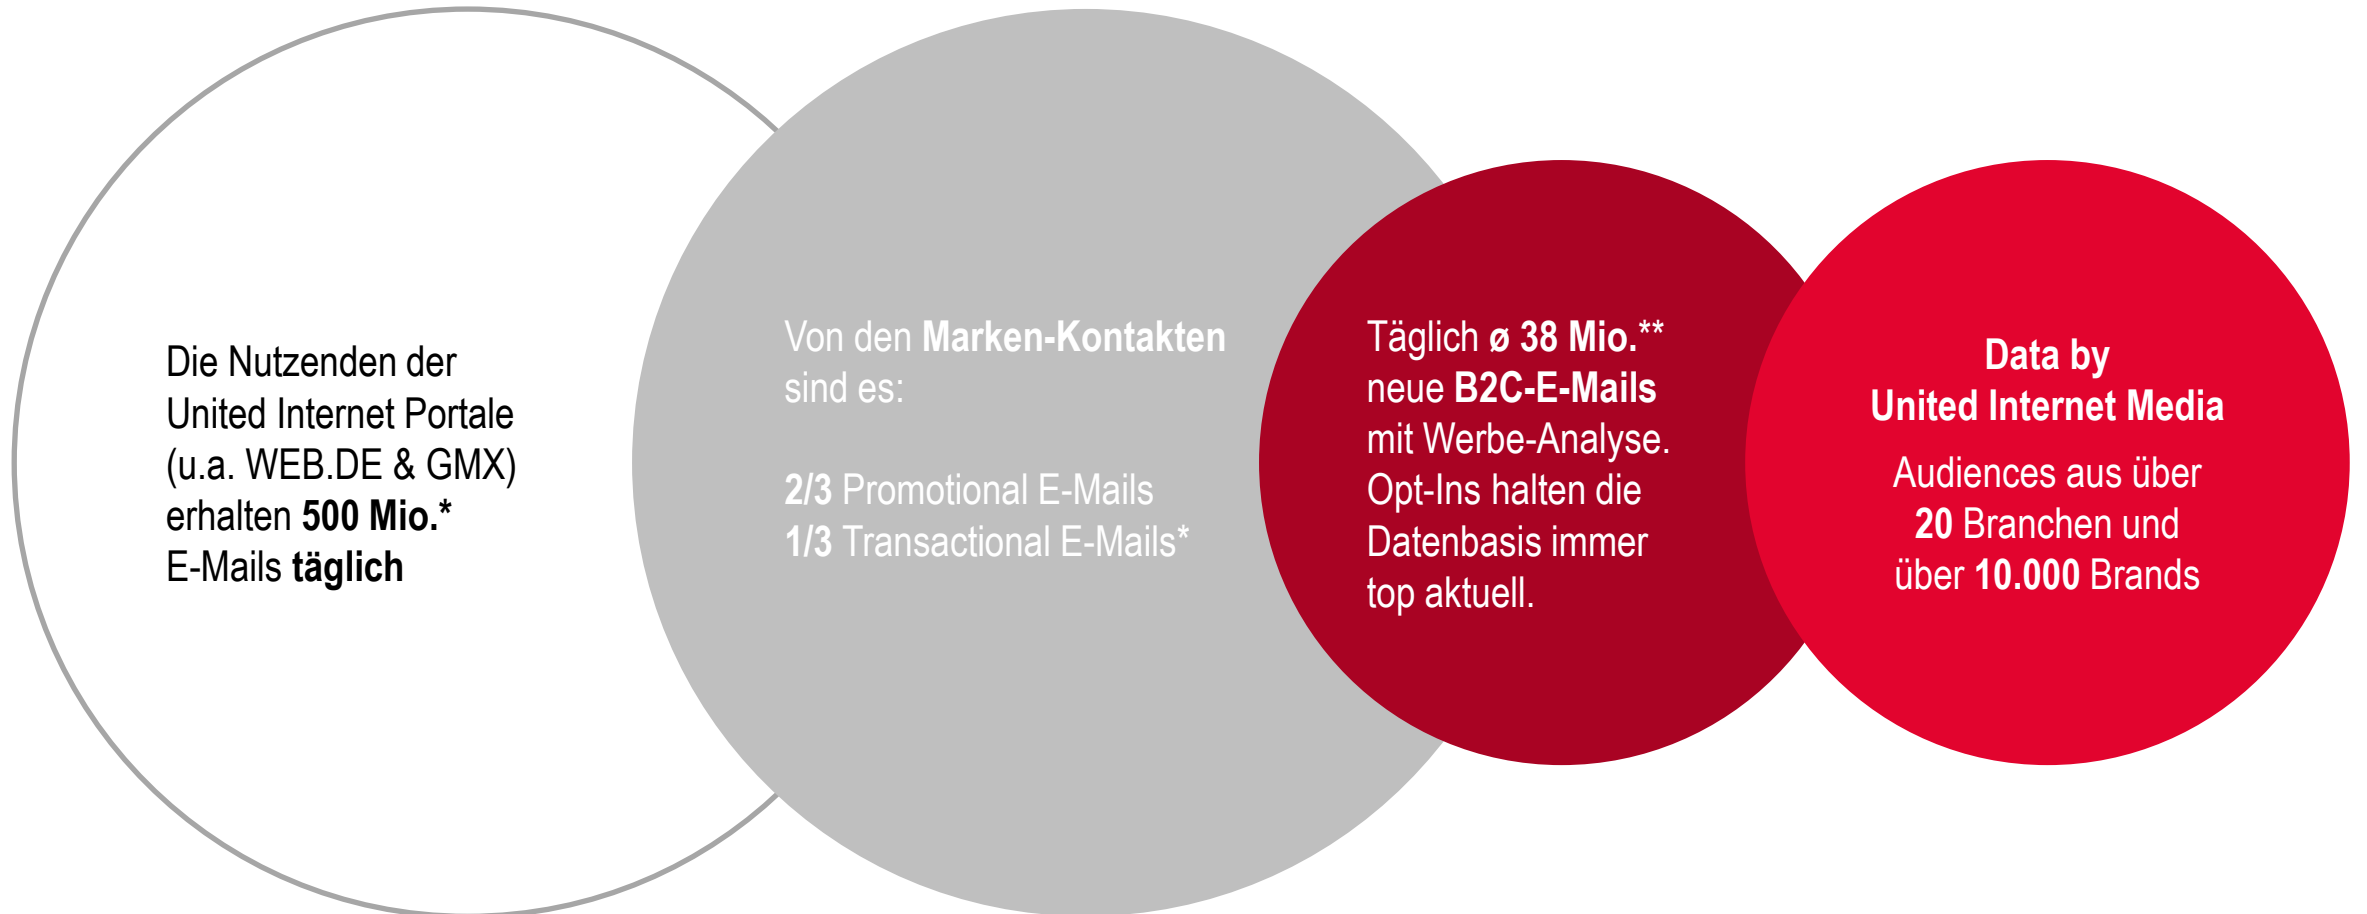 Die Nutzenden der
United Internet Portale
(u.a. WEB.DE & GMX)
erhalten 500 Mio.*
E-Mails täglich
Von den Marken-Kontakten
sind es:
2/3 Promotional E-Mails
1/3 Transactional E-Mails*
Täglich ø 38 Mio.**
neue B2C-E-Mails
mit Werbe-Analyse.
Opt-Ins halten die
Datenbasis immer
top aktuell.
Data by
United Internet Media
Audiences aus über
20 Branchen und
über 10.000 Brands